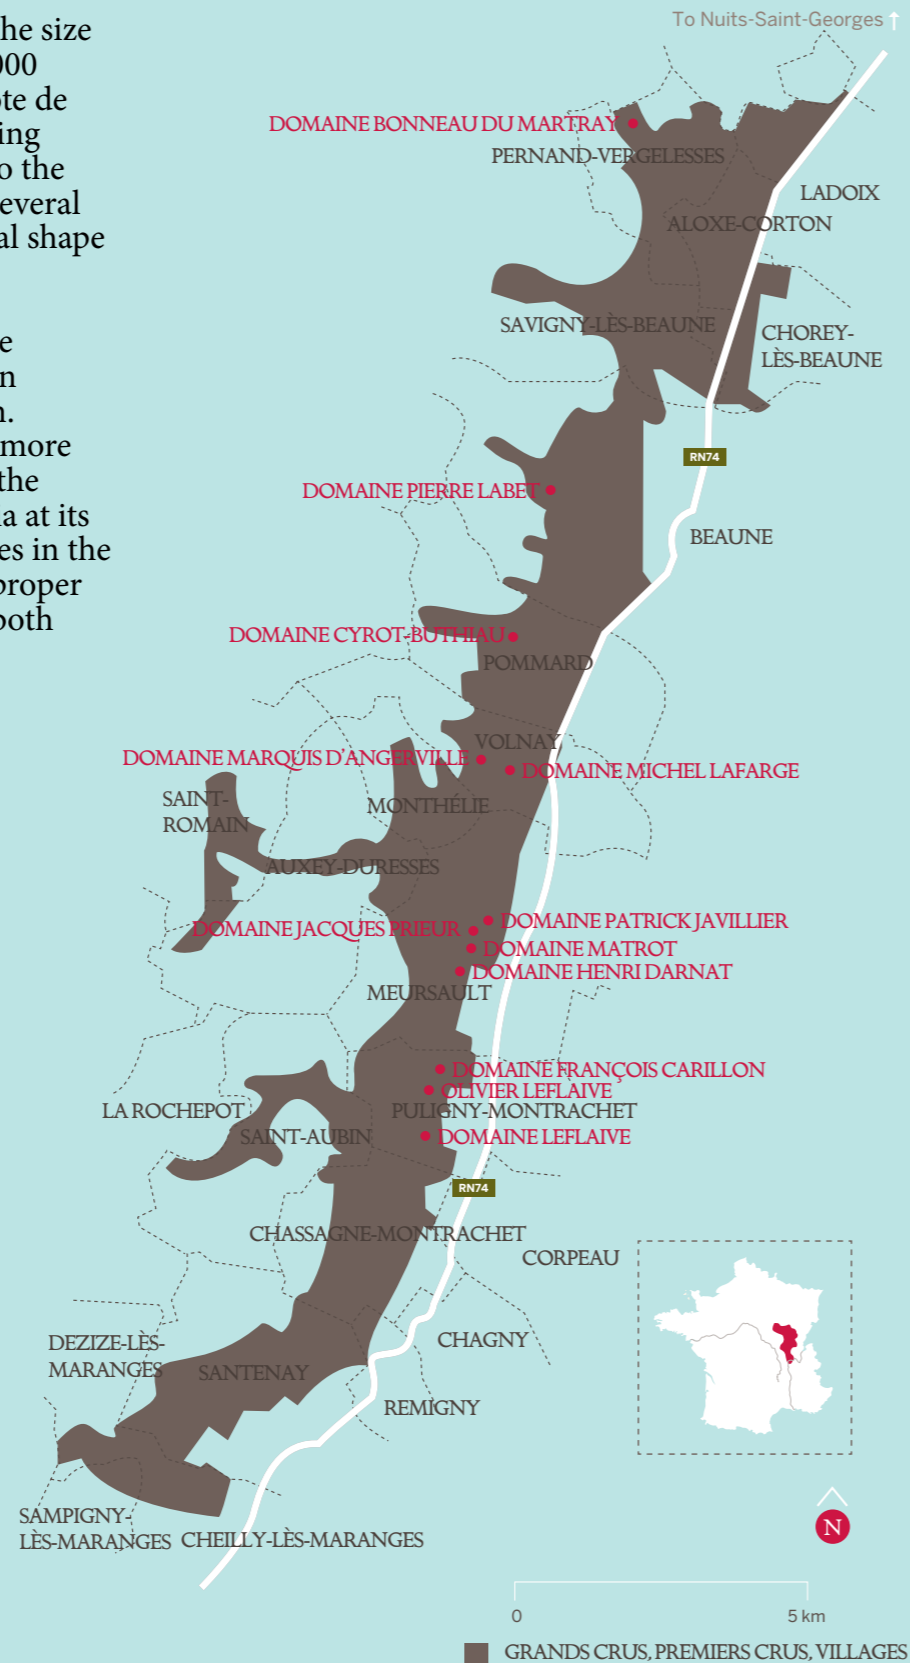 he size
000
te de
ing
o the
everal
al shape
e
n
n.
more
the
a at its
es in the
proper
both
To Nuits-Saint-Georges
DOMAINE BONNEAU DU MARTRAY
PERNAND-VERGELESSES
LADOIX
ALOXE-CORTON
SAVIGNY-LÈS-BEAUNE
CHOREY-
LÈS-BEAUNE
RN74
DOMAINE PIERRE LABET
BEAUNE
DOMAINE CYROT-BUTHIAU
POMMARD
VOLNAY
DOMAINE MARQUIS D'ANGERVILLE
DOMAINE MICHEL LAFARGE
SAINT-
ROMAIN
MONTHÉLIE
AUXEY-DURESSES
DOMAINE PATRICK JAVILLIER
DOMAINE JACQUES PRIEUR
DOMAINE MATROT
DOMAINE HENRI DARNAT
MEURSAULT
DOMAINE FRANÇOIS CARILLON
OLIVIER LEFLAIVE
LA ROCHEPOT
PULIGNY-MONTRACHET
SAINT-AUBIN
DOMAINE LEFLAIVE
RN74
CHASSAGNE-MONTRACHET
CORPEAU
DEZIZE-LÈS-
MARANGES
CHAGNY
SANTENAY
REMIGNY
SAMPIGNY-
LÈS-MARANGES
CHEILLY-LÈS-MARANGES
N
0
5 km
GRANDS CRUS, PREMIERS CRUS, VILLAGES